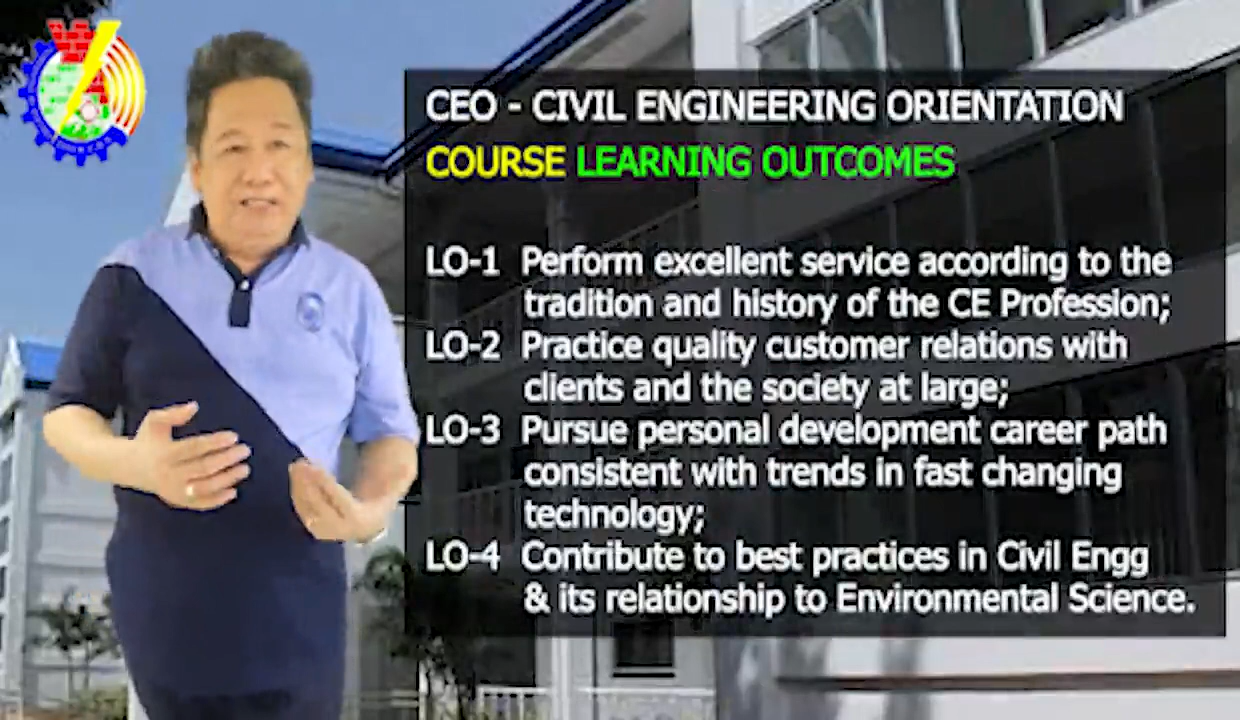 CEO - CIVIL ENGINEERING ORIENTATION
COURSE LEARNING OUTCOMES
LO-1 Perform excellent service according to the
tradition and history of the CE Profession;
LO-2 Practice quality customer relations with
clients and the society at large;
LO-3 Pursue personal development career path
consistent with trends in fast changing
technology;
LO-4 Contribute to best practices in Civil Engg
& its relationship to Environmental Science.